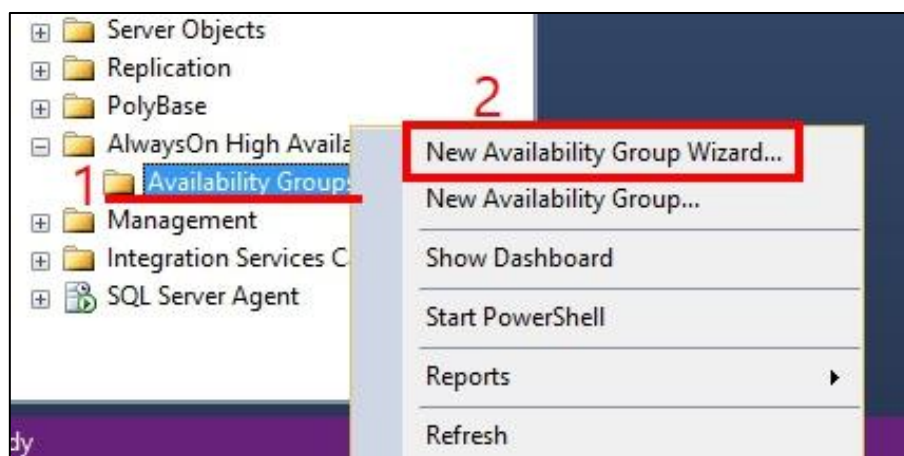 Server Objects
Replication
PolyBase
2
AlwaysOn High Availa
New Availability Group Wizard...
1
Availability Groups
New Availability Group...
Management
Integration Services C
Show Dashboard
SQL Server Agent
Start PowerShell
Reports
Refresh
dy